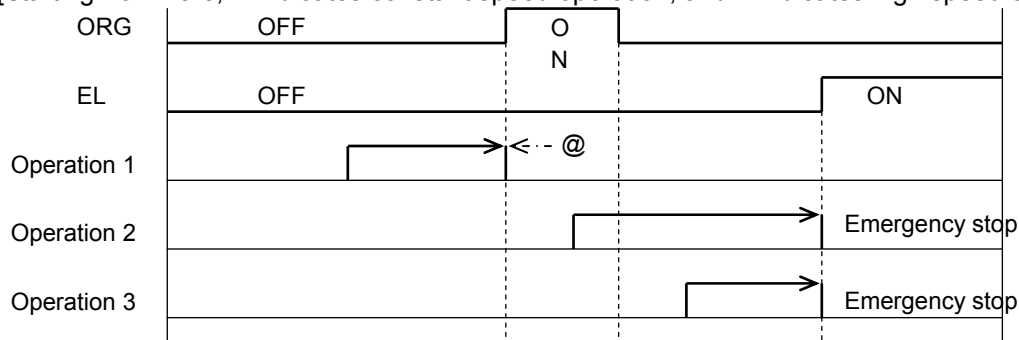 ORG OFF O
N
EL OFF ON
@
Operation 1
Operation 2 Emergency stop
Operation 3 Emergency stop